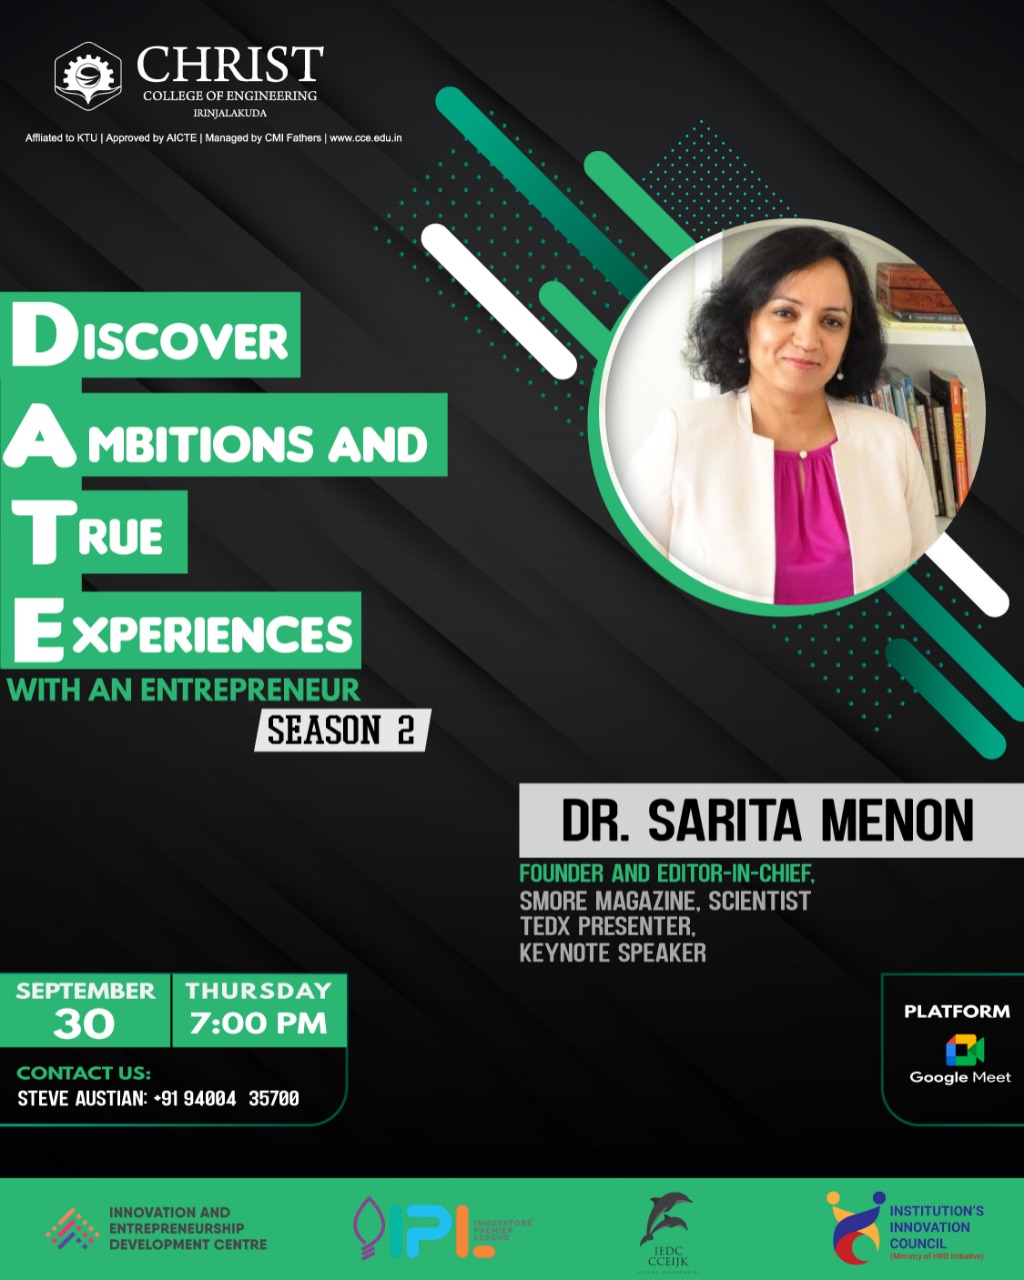 CHRIST
COLLEGE OF ENGINEERING
IRINJALAKUDA
Affliated to KTU | Approved by AICTE | Managed by CMI Fathers | www.cce.edu.in
DISCOVER
AMBITIONS AND
TRUE
EXPERIENCES
WITH AN ENTREPRENEUR
SEASON 2
DR. SARITA MENON
FOUNDER AND EDITOR-IN-CHIEF,
SMORE MAGAZINE, SCIENTIST
TEDX PRESENTER,
KEYNOTE SPEAKER
SEPTEMBER
30
THURSDAY
7:00 PM
CONTACT US:
STEVE AUSTIAN: +91 94004 35700
PLATFORM
Google Meet
INNOVATION AND
ENTREPRENEURSHIP
DEVELOPMENT CENTRE
IPL
INNOVATORS'
PREMIER
LEAGUE
IEDC
CCEIJK
INSTITUTION'S
INNOVATION
COUNCIL
(Ministry of HRD Initiative)